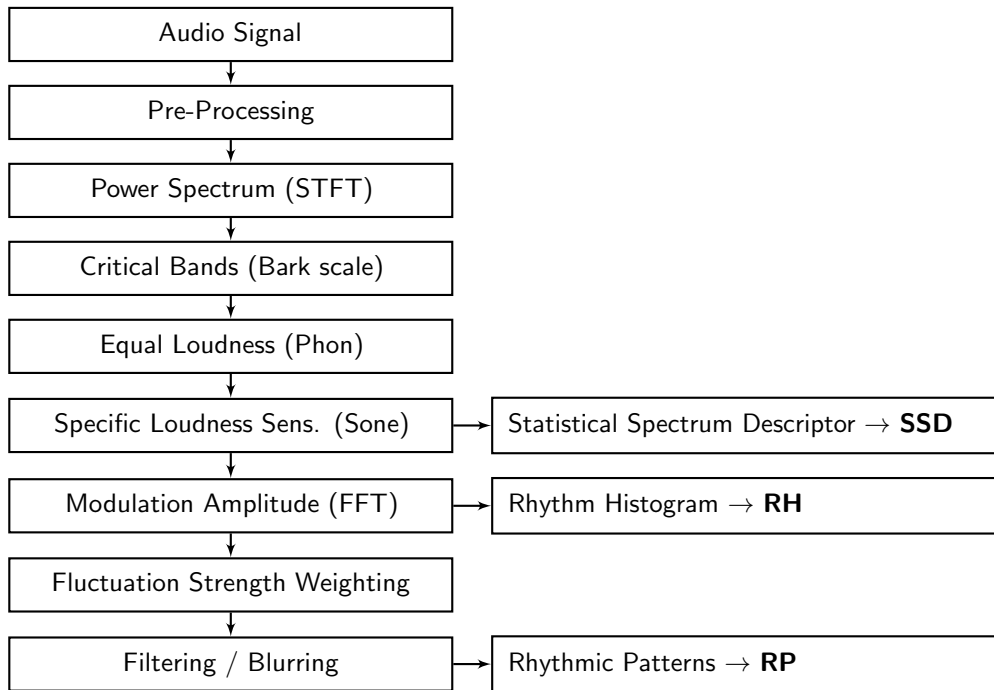 Audio Signal
Pre-Processing
Power Spectrum (STFT)
Critical Bands (Bark scale)
Equal Loudness (Phon)
Specific Loudness Sens. (Sone)
Statistical Spectrum Descriptor → SSD
Modulation Amplitude (FFT)
Rhythm Histogram → RH
Fluctuation Strength Weighting
Filtering / Blurring
Rhythmic Patterns → RP